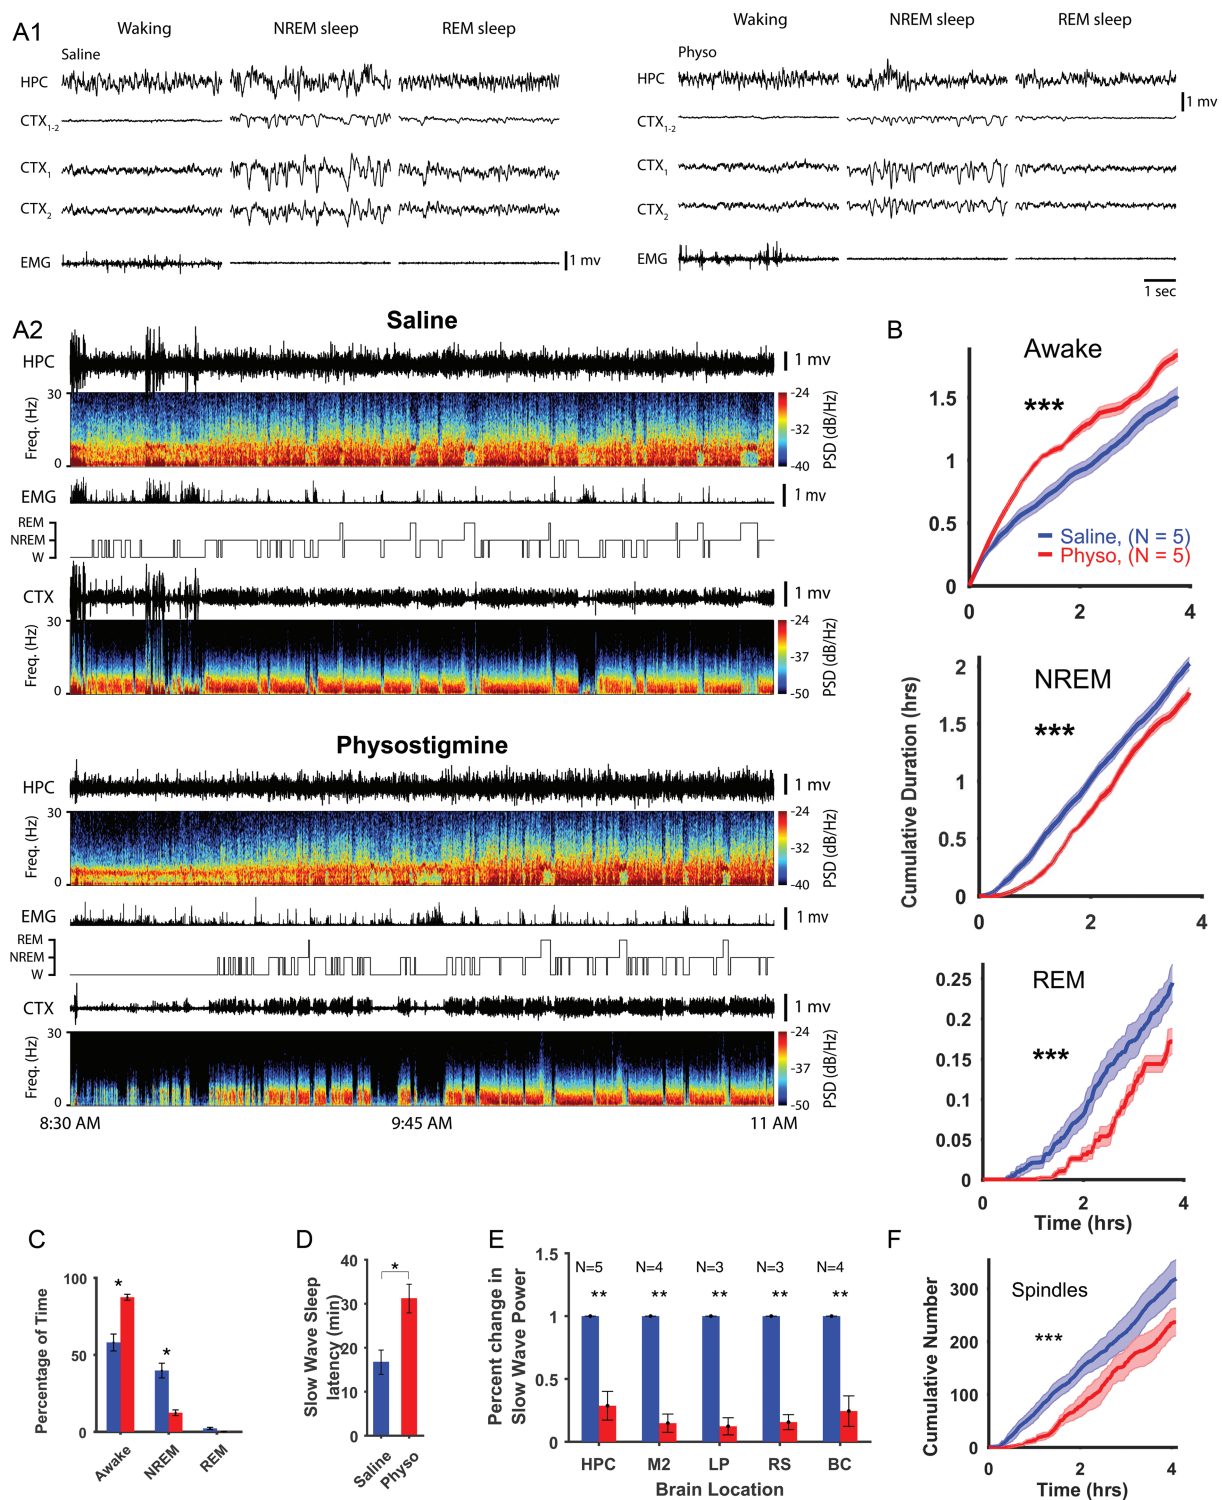 A1
Waking NREM sleep REM sleep
Saline
HPC
CTX1-2
CTX1
CTX2
EMG
1 mv
Waking NREM sleep REM sleep
Physo
HPC
1 mv
CTX1-2
CTX1
CTX2
EMG
1 sec
A2
Saline
HPC
1 mv
30
Freq. (Hz)
0
-24
-32
-40
PSD (dB/Hz)
EMG
1 mv
REM
NREM
W
CTX
1 mv
30
Freq. (Hz)
0
-24
-37
-50
PSD (dB/Hz)
Physostigmine
HPC
1 mv
30
Freq. (Hz)
0
-24
-32
-40
PSD (dB/Hz)
EMG
1 mv
REM
NREM
W
CTX
1 mv
30
Freq. (Hz)
0
-24
-37
-50
PSD (dB/Hz)
8:30 AM 9:45 AM 11 AM
B
Awake
***
1.5
1
0.5
0
Saline, (N = 5)
Physo, (N = 5)
0 2 4
Cumulative Duration (hrs)
NREM
***
2
1.5
1
0.5
0
0 2 4
REM
***
0.25
0.2
0.15
0.1
0.05
0
0 2 4
Time (hrs)
C
Percentage of Time
100
50
0
*
*
Awake NREM REM
D
Slow Wave Sleep
latency (min)
40
30
20
10
0
*
Saline Physo
E
Percent change in
Slow Wave Power
1.5
1
0.5
0
N=5 N=4 N=3 N=3 N=4
** ** ** ** **
HPC M2 LP RS BC
Brain Location
F
Cumulative Number
Spindles
***
300
200
100
0
0 2 4
Time (hrs)